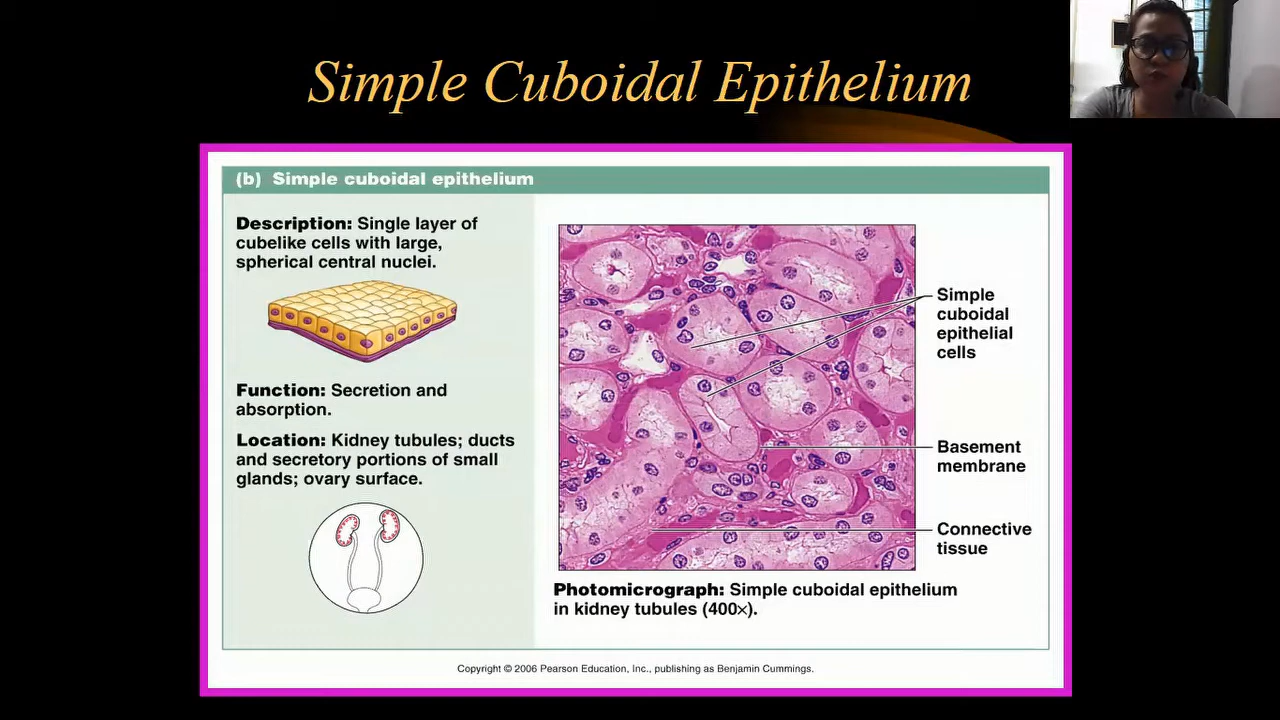 Simple Cuboidal Epithelium
(b) Simple cuboidal epithelium
Description: Single layer of
cubelike cells with large,
spherical central nuclei.
Function: Secretion and
absorption.
Location: Kidney tubules; ducts
and secretory portions of small
glands; ovary surface.
Simple
cuboidal
epithelial
cells
Basement
membrane
Connective
tissue
Photomicrograph: Simple cuboidal epithelium
in kidney tubules (400×).
Copyright © 2006 Pearson Education, Inc., publishing as Benjamin Cummings.